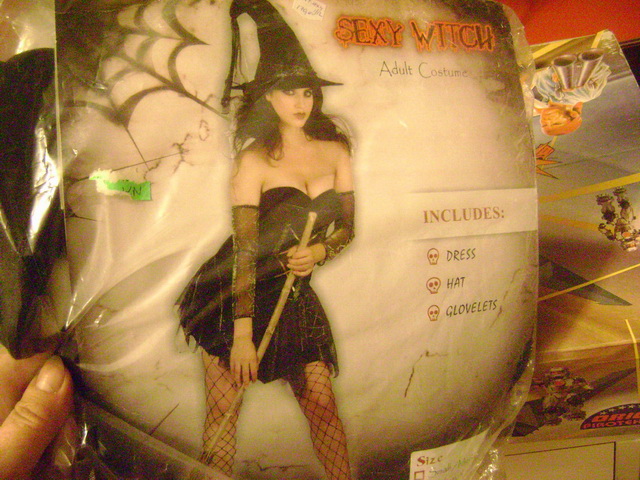 SEXY WITCH
Adult Costume
INCLUDES:
DRESS
HAT
GLOVELETS
Size